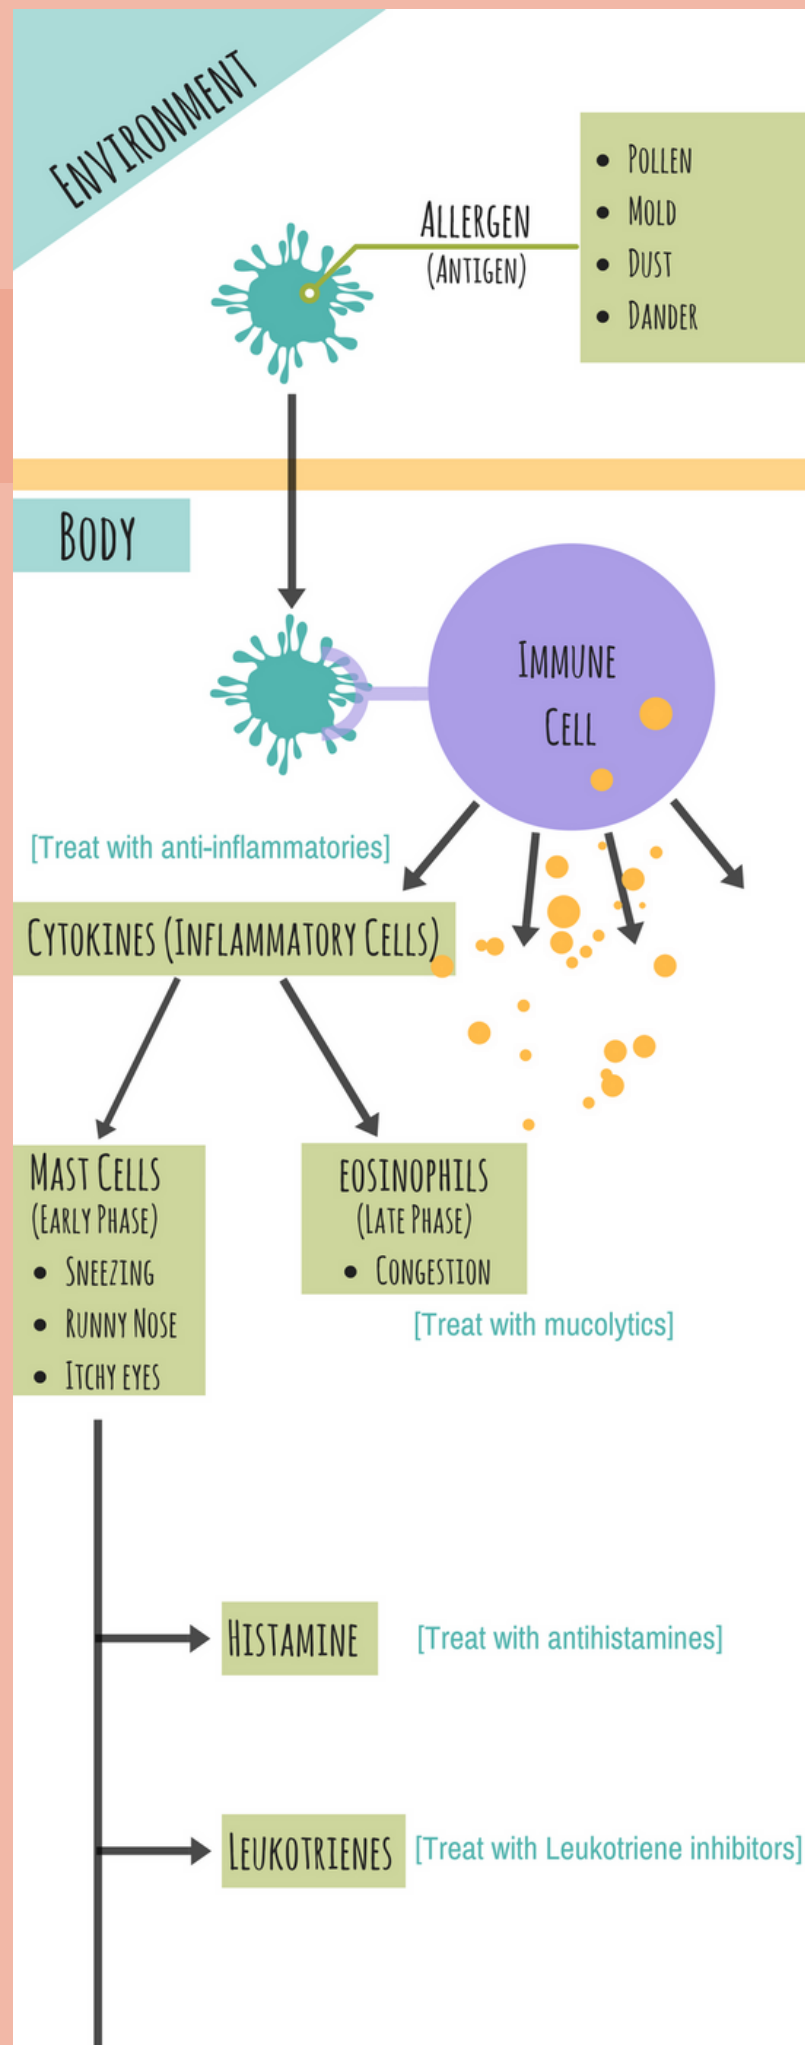 ENVIRONMENT
ALLERGEN
(ANTIGEN)
• POLLEN
• MOLD
• DUST
• DANDER
BODY
IMMUNE
CELL
[Treat with anti-inflammatories]
CYTOKINES (INFLAMMATORY CELLS)
MAST CELLS
(EARLY PHASE)
• SNEEZING
• RUNNY NOSE
• ITCHY EYES
EOSINOPHILS
(LATE PHASE)
• CONGESTION
[Treat with mucolytics]
HISTAMINE
[Treat with antihistamines]
LEUKOTRIENES
[Treat with Leukotriene inhibitors]